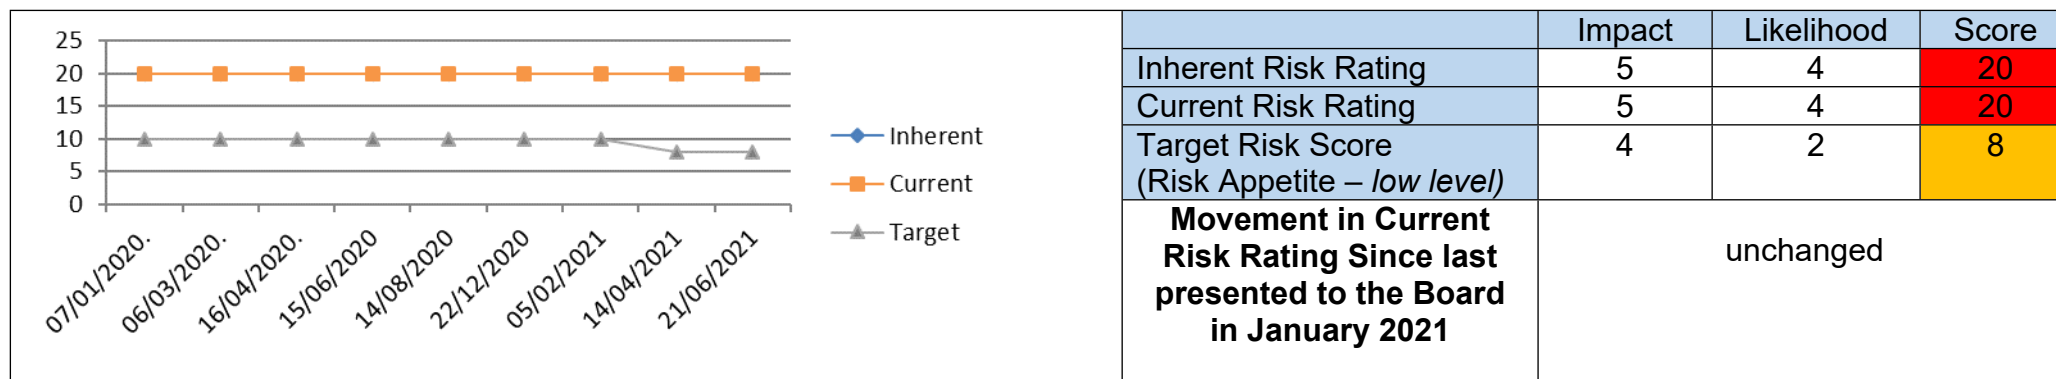 25
20
15
10
5
0
07/01/2020.
06/03/2020.
16/04/2020.
15/06/2020
14/08/2020
22/12/2020
05/02/2021
14/04/2021
21/06/2021
Inherent
Current
Target
Impact Likelihood Score
Inherent Risk Rating 5 4 20
Current Risk Rating 5 4 20
Target Risk Score 4 2 8
(Risk Appetite – low level)
Movement in Current
Risk Rating Since last
presented to the Board
in January 2021
unchanged